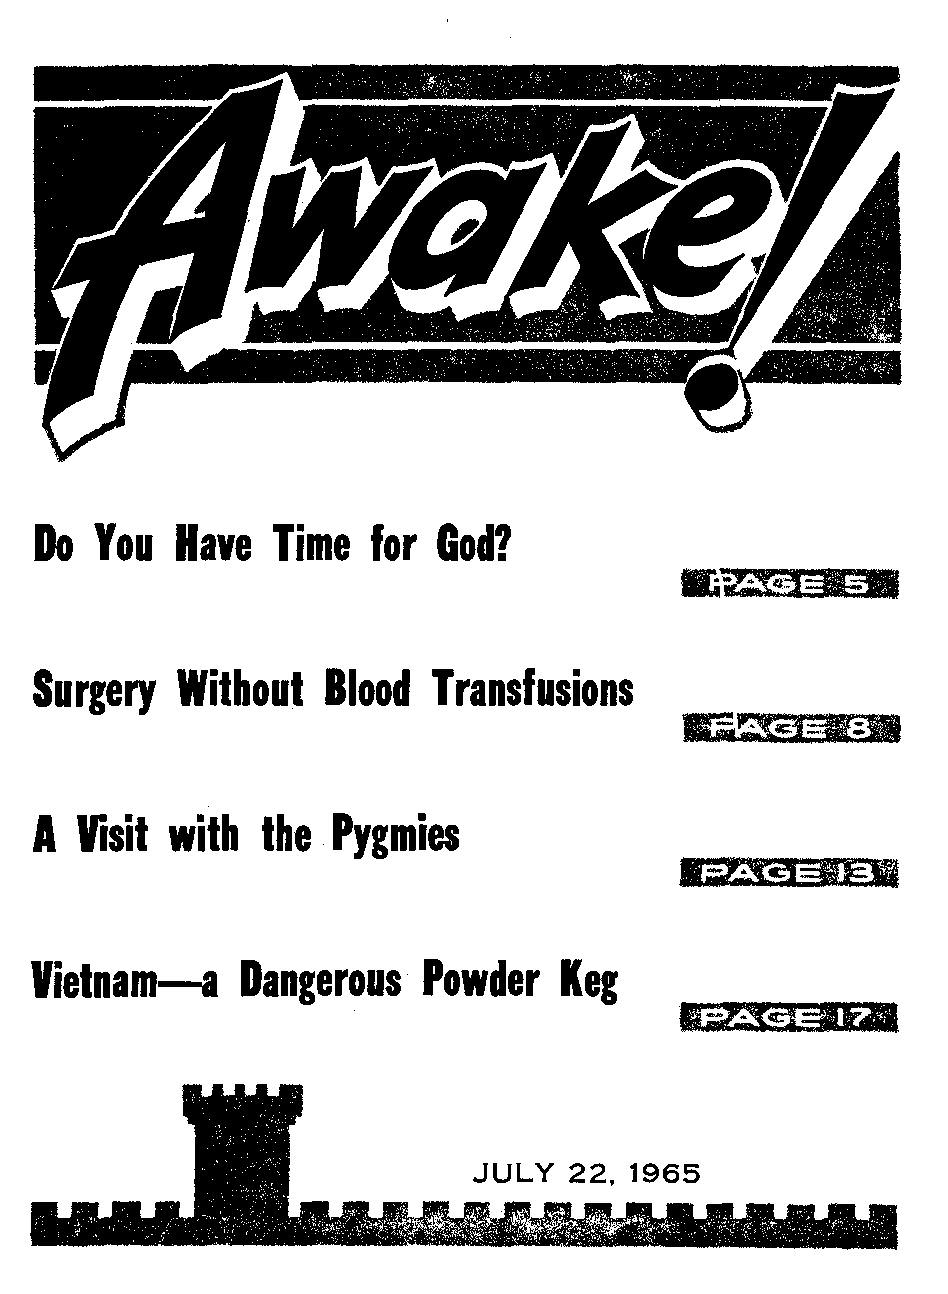 Awake!
Do You Have Time for God?
PAGE 5
Surgery Without Blood Transfusions
PAGE 8
A Visit with the Pygmies
PAGE 13
Vietnam—a Dangerous Powder Keg
PAGE 17
JULY 22, 1965